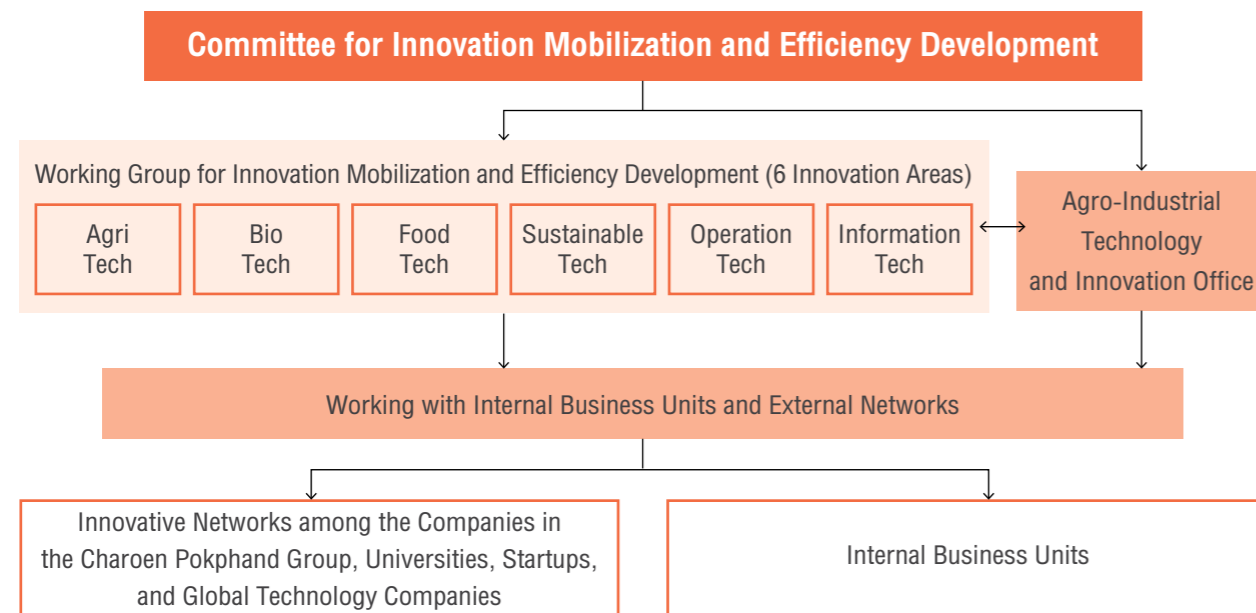 Committee for Innovation Mobilization and Efficiency Development
Working Group for Innovation Mobilization and Efficiency Development (6 Innovation Areas)
Agri
Tech
Bio
Tech
Food
Tech
Sustainable
Tech
Operation
Tech
Information
Tech
Agro-Industrial
Technology
and Innovation Office
Working with Internal Business Units and External Networks
Innovative Networks among the Companies in
the Charoen Pokphand Group, Universities, Startups,
and Global Technology Companies
Internal Business Units